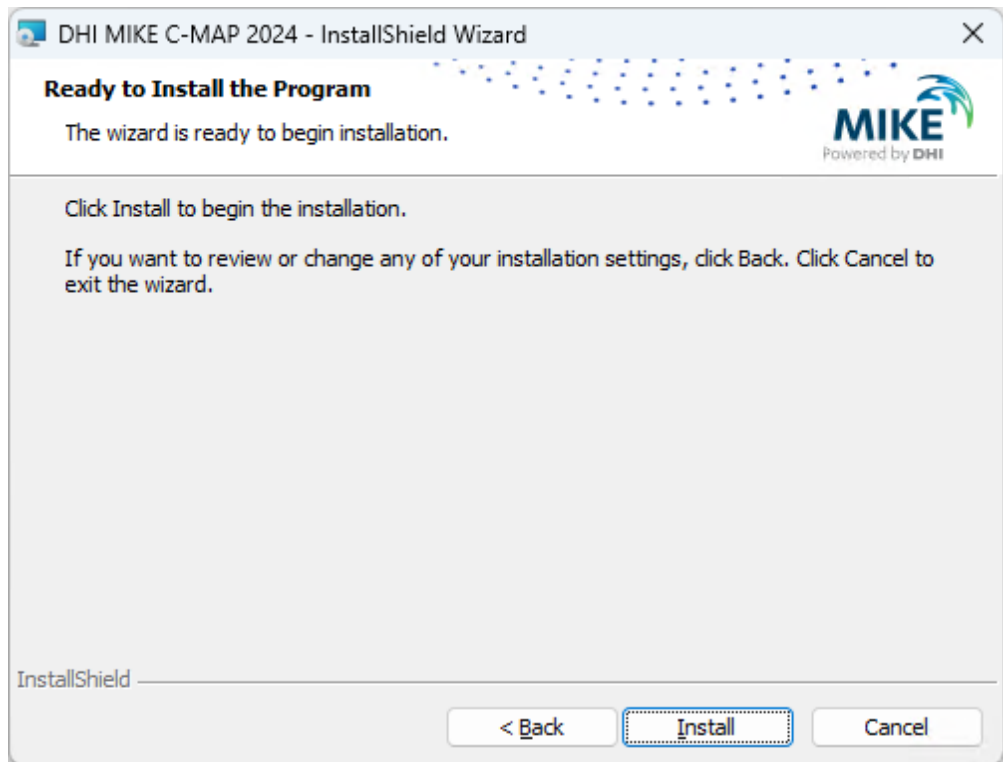 DHI MIKE C-MAP 2024 - InstallShield Wizard
Ready to Install the Program
The wizard is ready to begin installation.
MIKE
Powered by DHI
Click Install to begin the installation.
If you want to review or change any of your installation settings, click Back. Click Cancel to
exit the wizard.
InstallShield
< Back
Install
Cancel